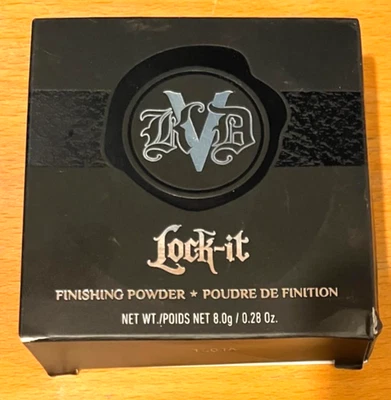 KVD
Lock-it
FINISHING POWDER ★ POUDRE DE FINITION
NET WT./POIDS NET 8.0g / 0.28 Oz.